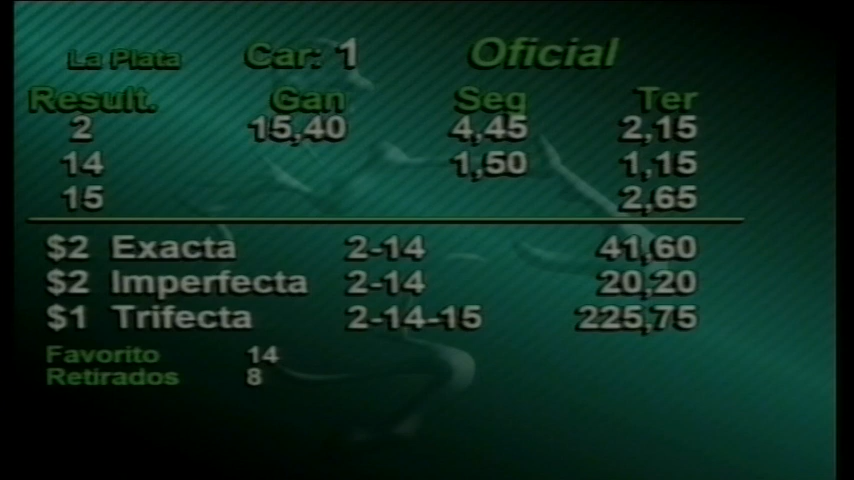 La Plata Car: 1 Oficial
Result. Gan Seg Ter
2 15,40 4,45 2,15
14 1,50 1,15
15 2,65
$2 Exacta 2-14 41,60
$2 Imperfecta 2-14 20,20
$1 Trifecta 2-14-15 225,75
Favorito 14
Retirados 8